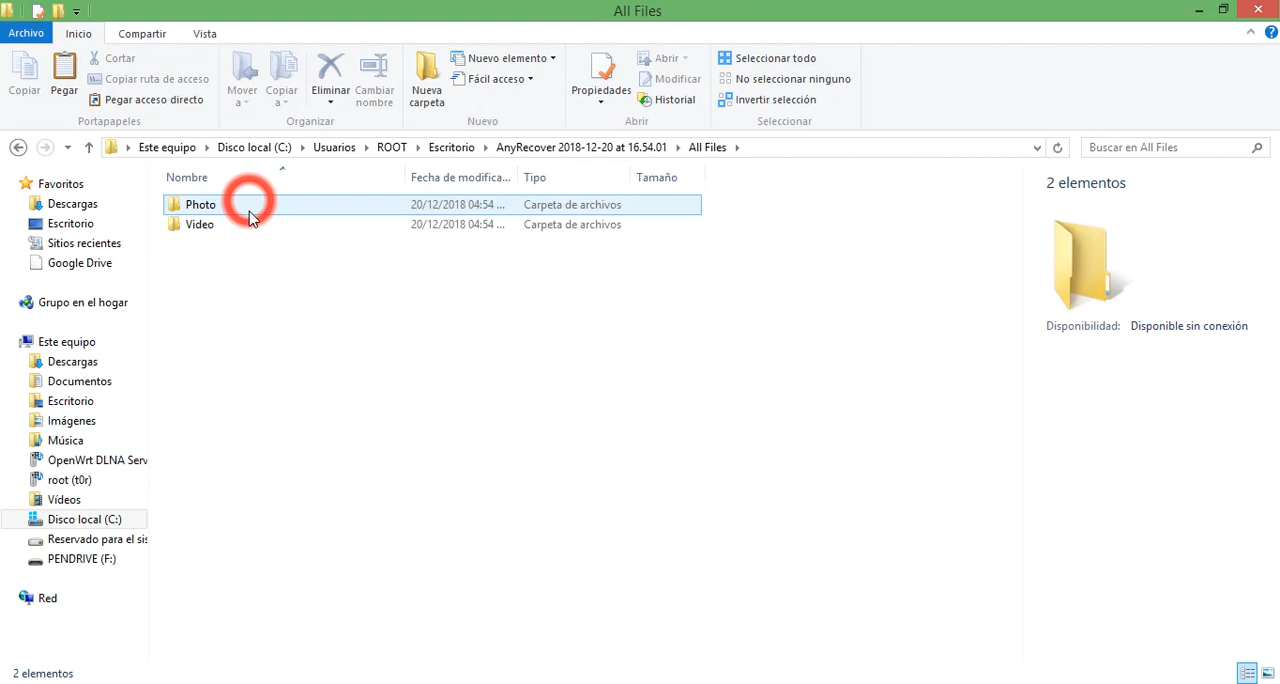 All Files
Archivo Inicio Compartir Vista
Copiar
Pegar
Cortar
Copiar ruta de acceso
Pegar acceso directo
Portapapeles
Mover a
Copiar a
Eliminar
Cambiar nombre
Organizar
Nueva carpeta
Nuevo elemento
Fácil acceso
Nuevo
Propiedades
Abrir
Modificar
Historial
Abrir
Seleccionar todo
No seleccionar ninguno
Invertir selección
Seleccionar
Este equipo Disco local (C:) Usuarios ROOT Escritorio AnyRecover 2018-12-20 at 16.54.01 All Files
Buscar en All Files
Favoritos
Descargas
Escritorio
Sitios recientes
Google Drive
Grupo en el hogar
Este equipo
Descargas
Documentos
Escritorio
Imágenes
Música
OpenWrt DLNA Serv
root (t0r)
Vídeos
Disco local (C:)
Reservado para el sis
PENDRIVE (F:)
Red
Nombre Fecha de modifica... Tipo Tamaño
Photo 20/12/2018 04:54 ... Carpeta de archivos
Video 20/12/2018 04:54 ... Carpeta de archivos
2 elementos
Disponibilidad: Disponible sin conexión
2 elementos